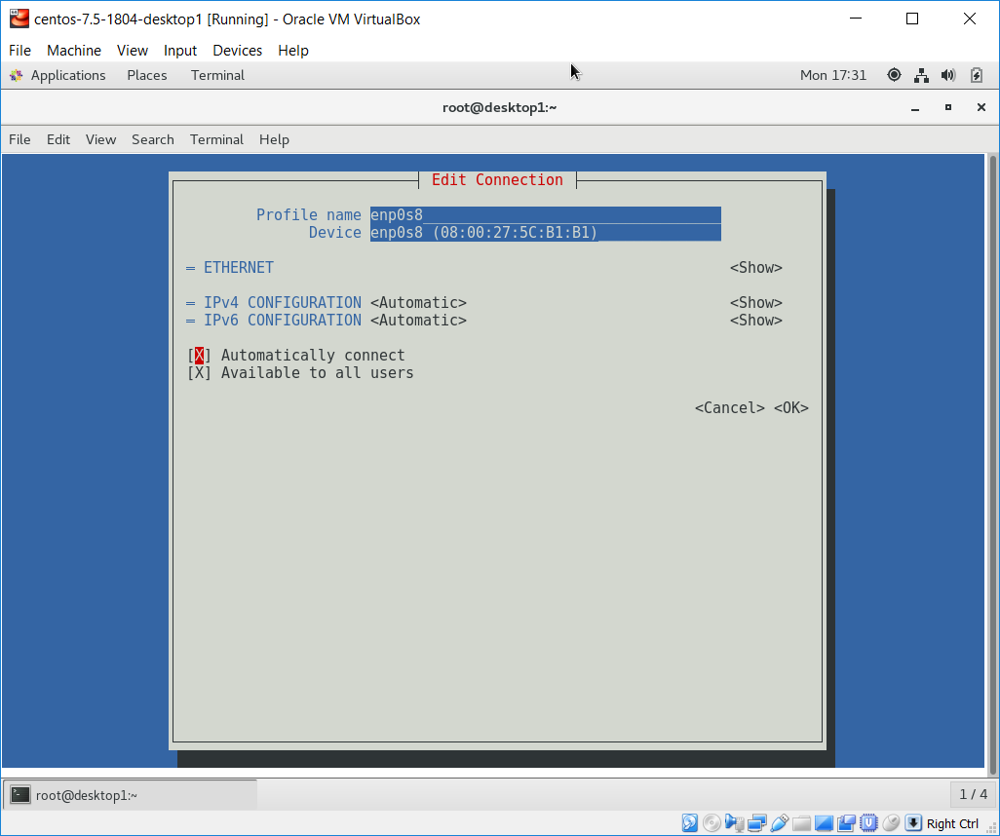 centos-7.5-1804-desktop1 [Running] - Oracle VM VirtualBox
File Machine View Input Devices Help
Applications Places Terminal Mon 17:31
root@desktop1:~
File Edit View Search Terminal Help
Edit Connection
Profile name enp0s8
Device enp0s8 (08:00:27:5C:B1:B1)
= ETHERNET <Show>
= IPv4 CONFIGURATION <Automatic> <Show>
= IPv6 CONFIGURATION <Automatic> <Show>
[X] Automatically connect
[X] Available to all users
<Cancel> <OK>
root@desktop1:~ 1 / 4
Right Ctrl